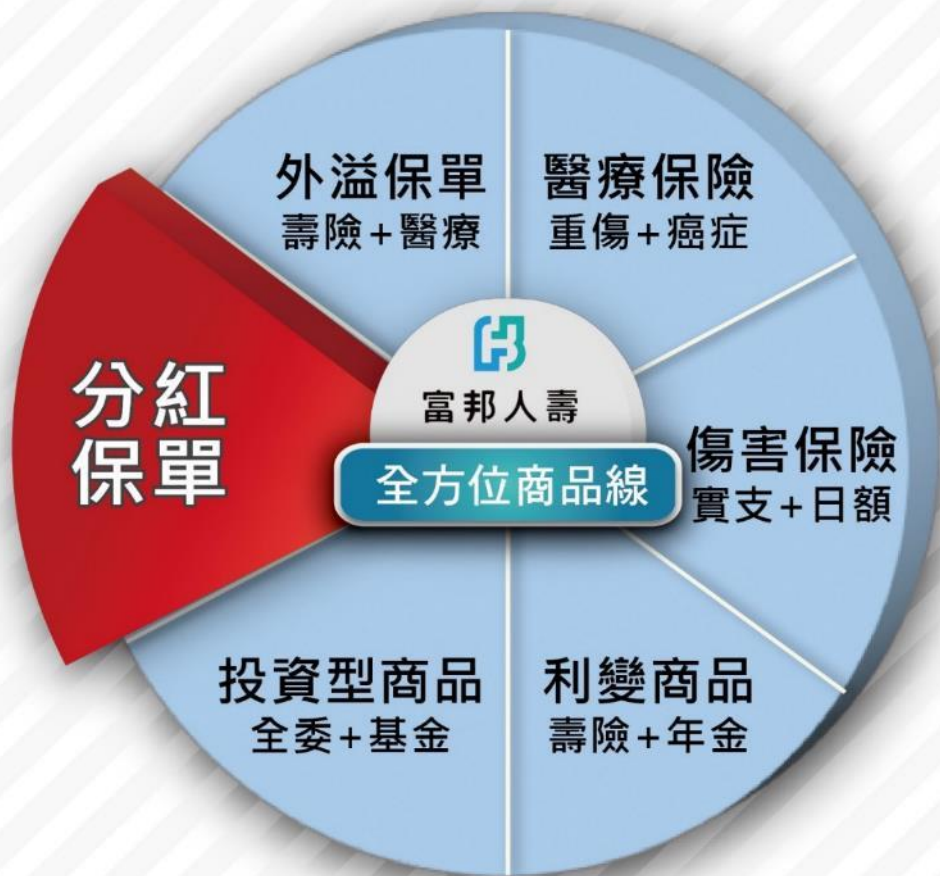 外溢保單
壽險+醫療
醫療保險
重傷+癌症
分紅
保單
富邦人壽
全方位商品線
傷害保險
實支+日額
投資型商品
全委+基金
利變商品
壽險+年金